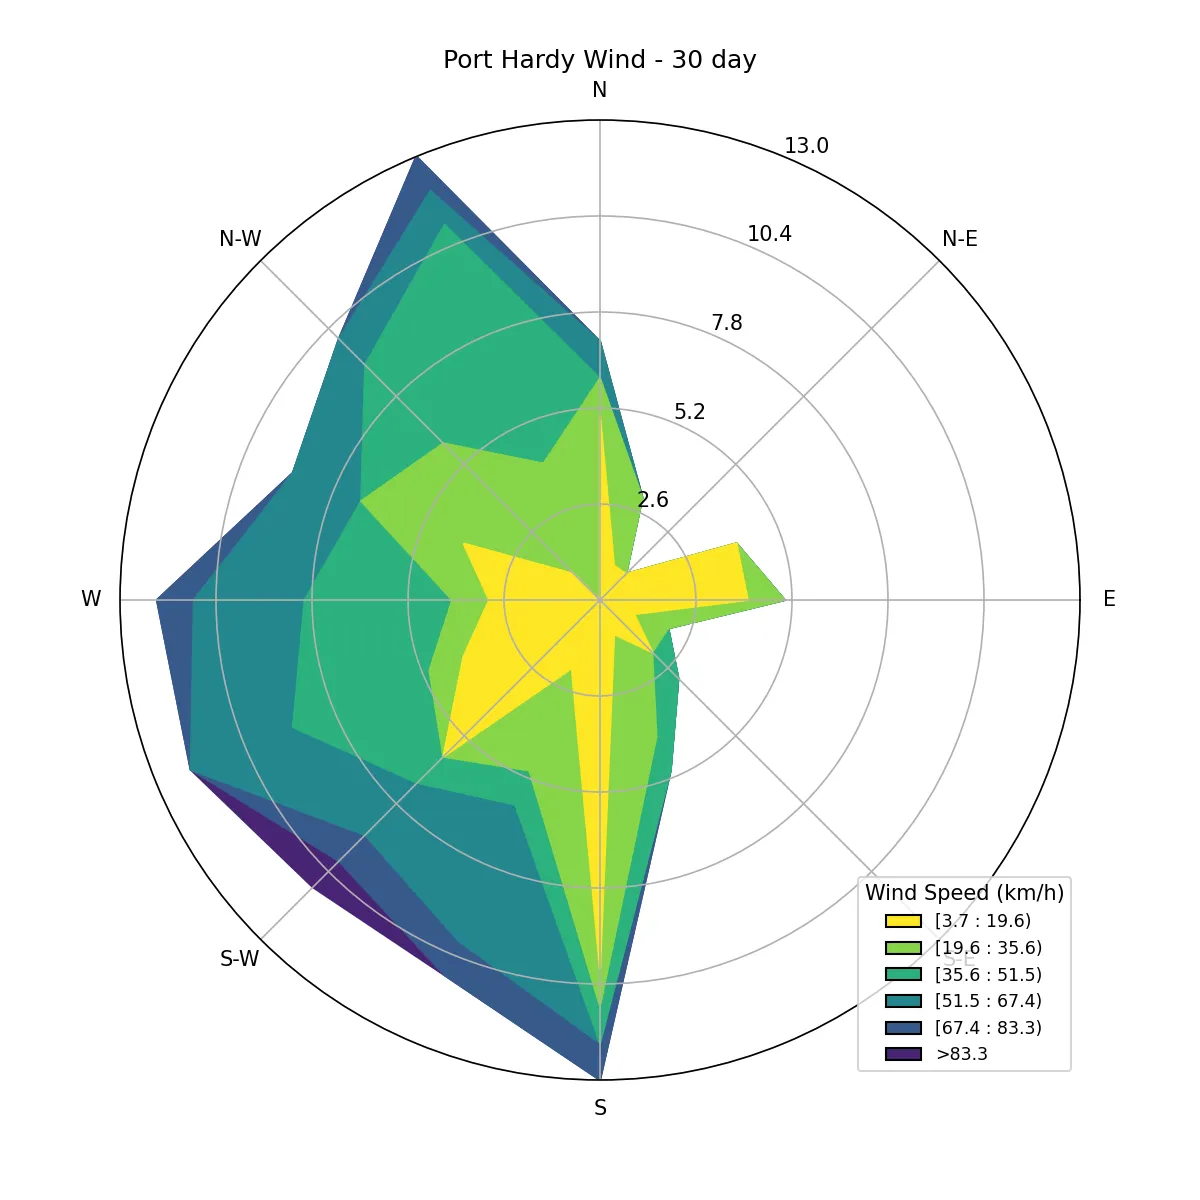 Port Hardy Wind - 30 day
N
13.0
N-W
N-E
10.4
7.8
5.2
2.6
W
E
S-W
S-E
S
Wind Speed (km/h)
[3.7 : 19.6)
[19.6 : 35.6)
[35.6 : 51.5)
[51.5 : 67.4)
[67.4 : 83.3)
>83.3